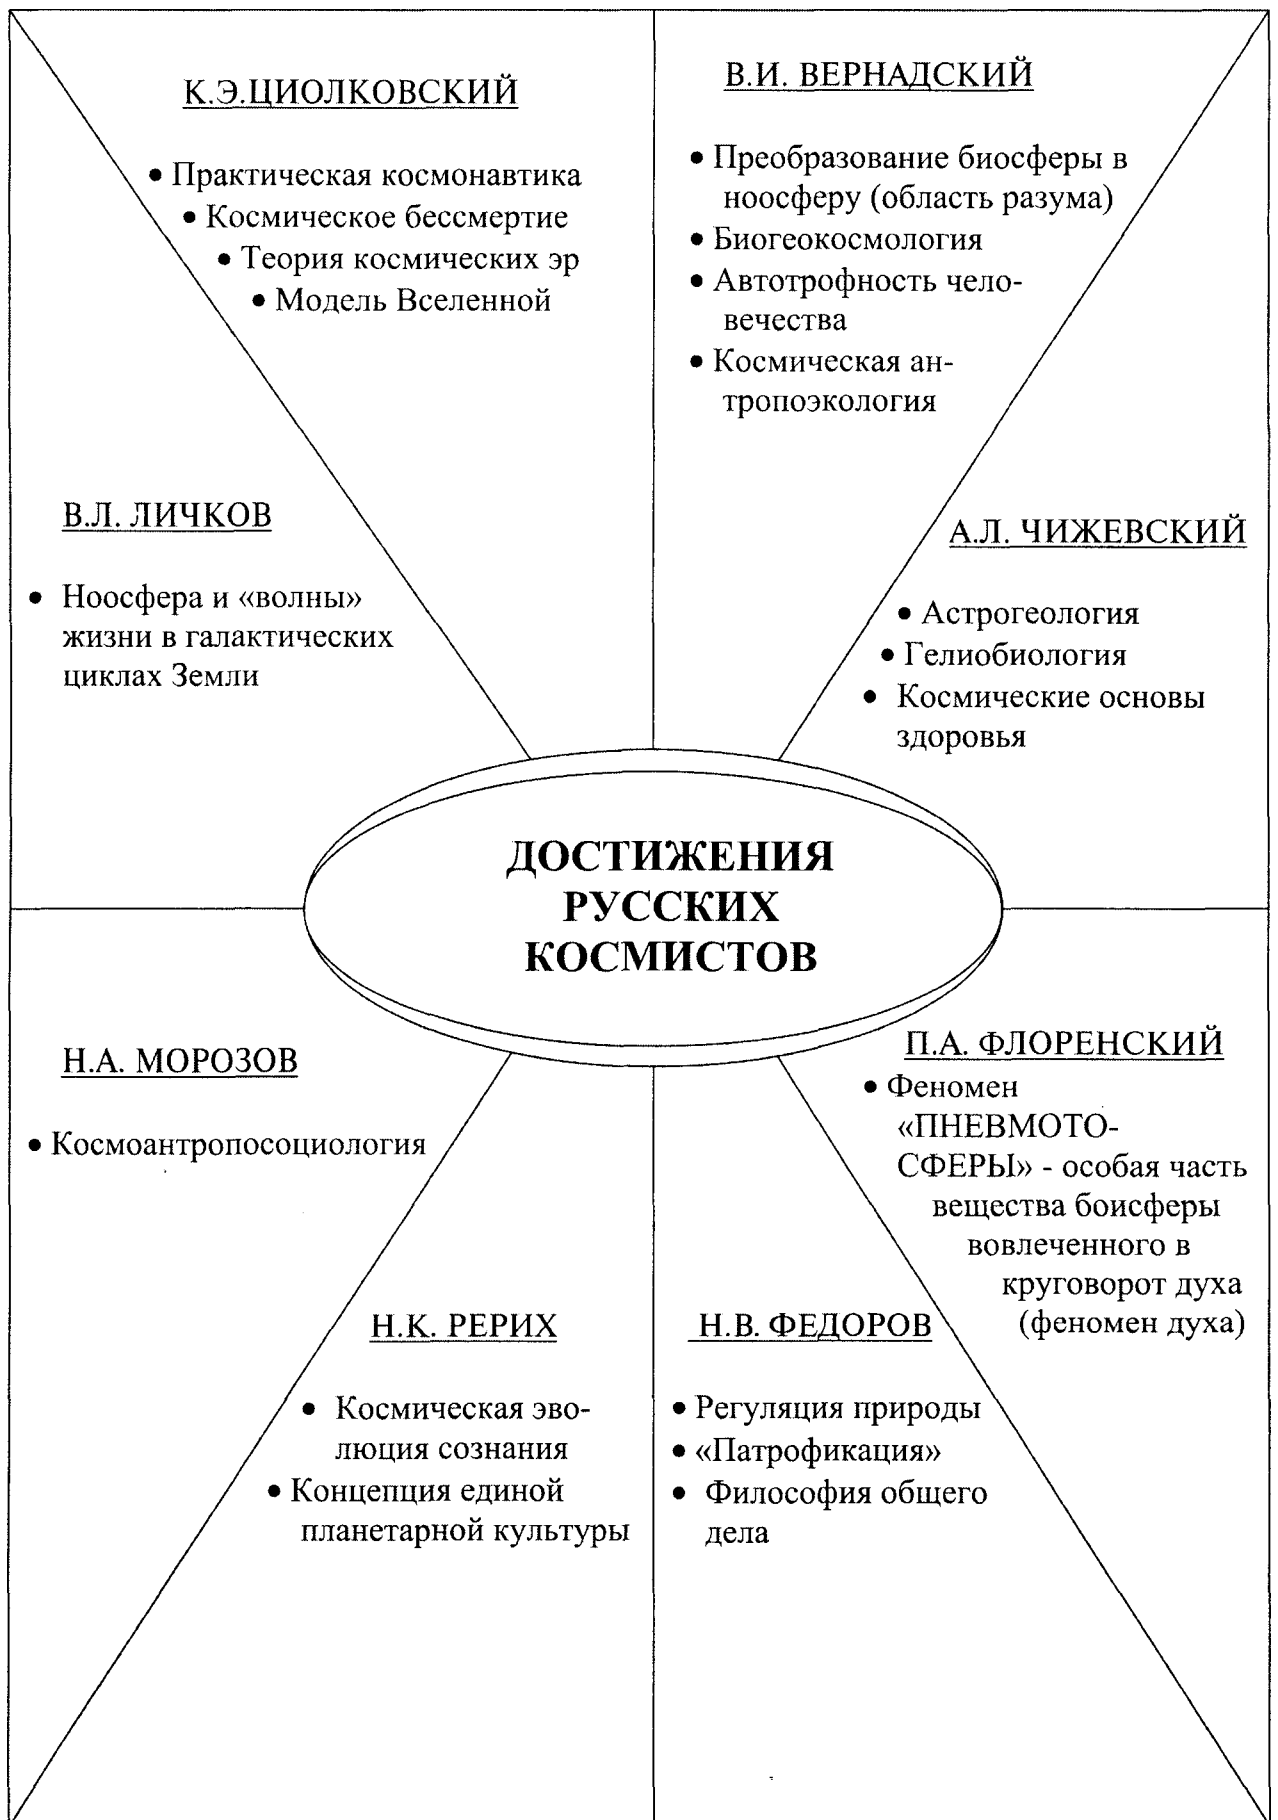 К.Э.ЦИОЛКОВСКИЙ
• Практическая космонавтика
• Космическое бессмертие
• Теория космических эр
• Модель Вселенной
В.И. ВЕРНАДСКИЙ
• Преобразование биосферы в
ноосферу (область разума)
• Биогеокосмология
• Автотрофность чело-
вечества
• Космическая ан-
тропоэкология
В.Л. ЛИЧКОВ
• Ноосфера и «волны»
жизни в галактических
циклах Земли
А.Л. ЧИЖЕВСКИЙ
• Астрогеология
• Гелиобиология
• Космические основы
здоровья
ДОСТИЖЕНИЯ
РУССКИХ
КОСМИСТОВ
Н.А. МОРОЗОВ
• Космоантропосоциология
П.А. ФЛОРЕНСКИЙ
• Феномен
«ПНЕВМОТО-
СФЕРЫ» - особая часть
вещества боисферы
вовлеченного в
круговорот духа
(феномен духа)
Н.К. РЕРИХ
• Космическая эво-
люция сознания
• Концепция единой
планетарной культуры
Н.В. ФЕДОРОВ
• Регуляция природы
• «Патрофикация»
• Философия общего
дела